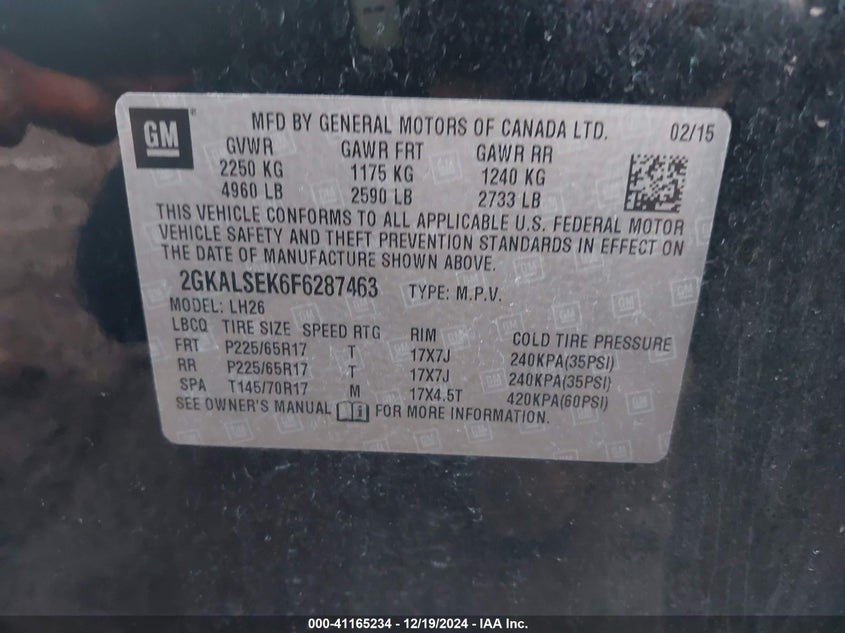 GM MFD BY GENERAL MOTORS OF CANADA LTD. 02/15
GVWR GAWR FRT GAWR RR
2250 KG 1175 KG 1240 KG
4960 LB 2590 LB 2733 LB
THIS VEHICLE CONFORMS TO ALL APPLICABLE U.S. FEDERAL MOTOR
VEHICLE SAFETY AND THEFT PREVENTION STANDARDS IN EFFECT ON
THE DATE OF MANUFACTURE SHOWN ABOVE.
2GKALSEK6F6287463 TYPE: M.P.V.
MODEL: LH26
LBCQ TIRE SIZE SPEED RTG RIM COLD TIRE PRESSURE
FRT P225/65R17 T 17X7J 240KPA(35PSI)
RR P225/65R17 T 17X7J 240KPA(35PSI)
SPA T145/70R17 M 17X4.5T 420KPA(60PSI)
SEE OWNER'S MANUAL FOR MORE INFORMATION.
000-41165234 - 12/19/2024 - IAA Inc.